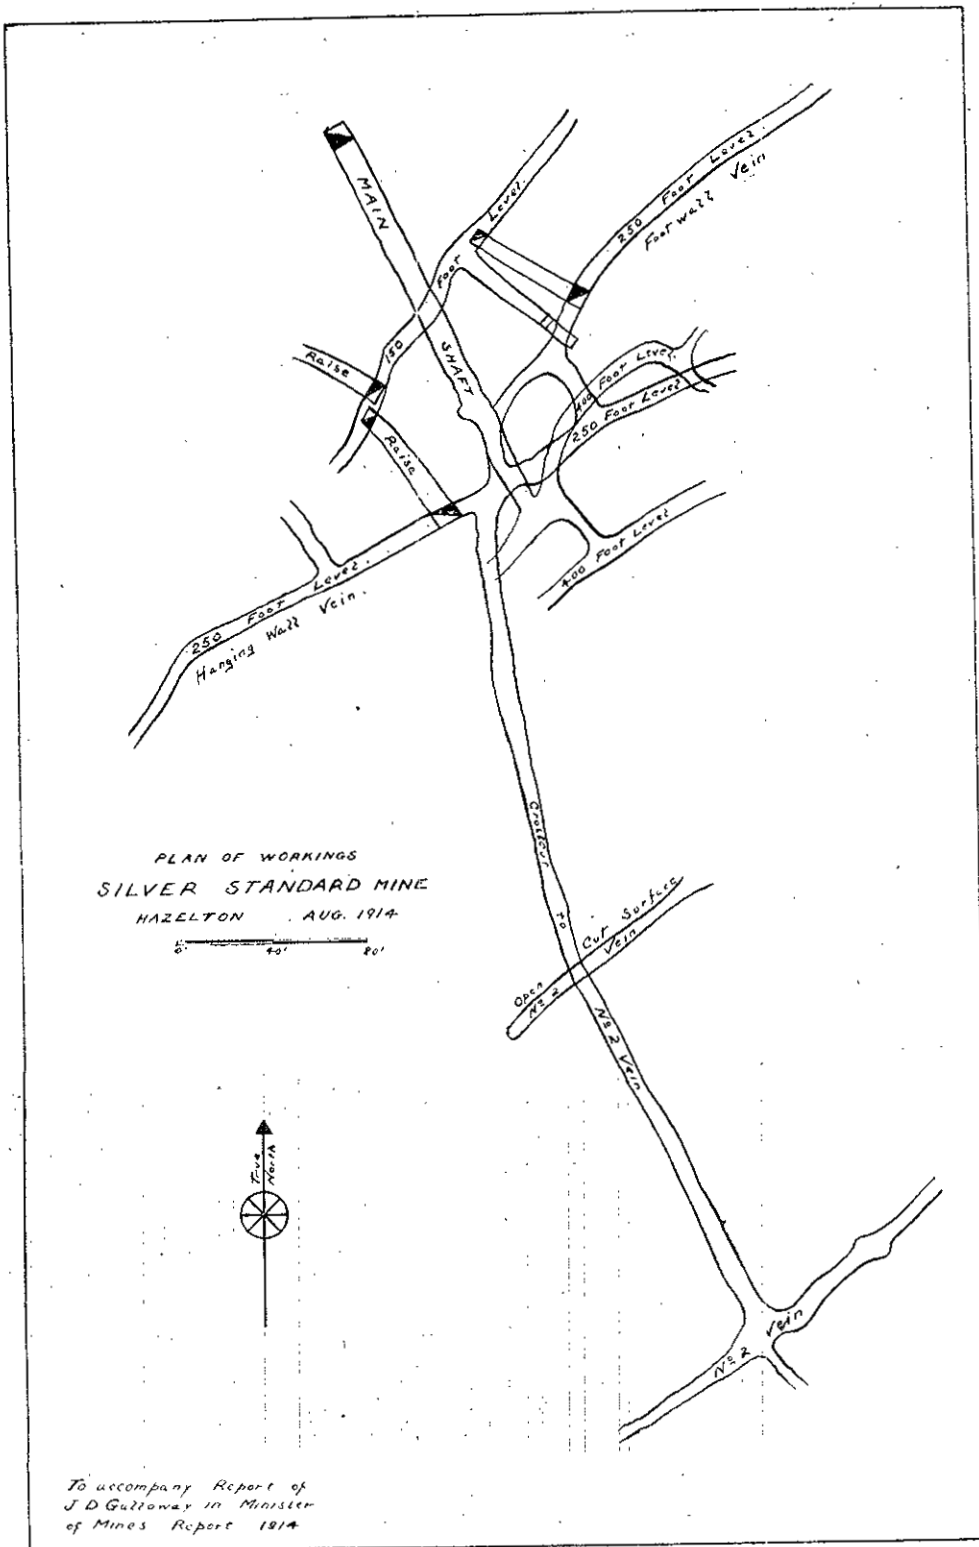 MAIN
SHAFT
150 Foot Level.
250 Foot Level.
Foot wall Vein
Raise
Raise
400 Foot Level.
250 Foot Level
400 Foot Level
250 Foot Level.
Hanging Wall Vein.
Crosscut to
No 2 Vein
Open Cut Surface
No 2 Vein
PLAN OF WORKINGS
SILVER STANDARD MINE
HAZELTON AUG. 1914
0' 40' 80'
True North
No 2 Vein
To accompany Report of
J D Galloway in Minister
of Mines Report 1914